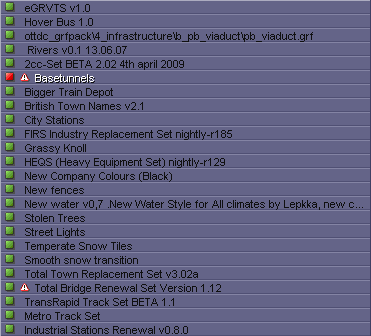 eGRVTS v1.0
Hover Bus 1.0
ottdc_grfpack\4_infrastructure\b_pb_viaduct\pb_viaduct.grf
Rivers v0.1 13.06.07
2cc-Set BETA 2.02 4th april 2009
Basetunnels
Bigger Train Depot
British Town Names v2.1
City Stations
FIRS Industry Replacement Set nightly-r185
Grassy Knoll
HEQS (Heavy Equipment Set) nightly-r129
New Company Colours (Black)
New fences
New water v0,7 .New Water Style for All climates by Lepkka, new c...
Stolen Trees
Street Lights
Temperate Snow Tiles
Smooth snow transition
Total Town Replacement Set v3.02a
Total Bridge Renewal Set Version 1.12
TransRapid Track Set BETA 1.1
Metro Track Set
Industrial Stations Renewal v0.8.0